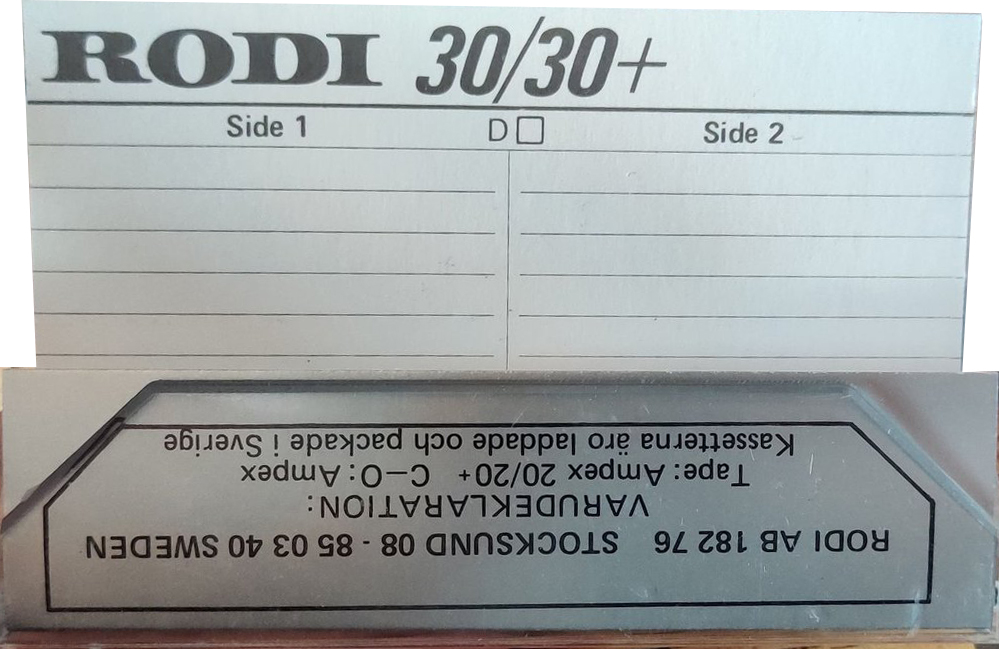 RODI 30/30+
Side 1 D Side 2
RODI AB 182 76 STOCKSUND 08 - 85 03 40 SWEDEN
VARUDEKLARATION:
Tape: Ampex 20/20+ C–O: Ampex
Kassetterna äro laddade och packade i Sverige